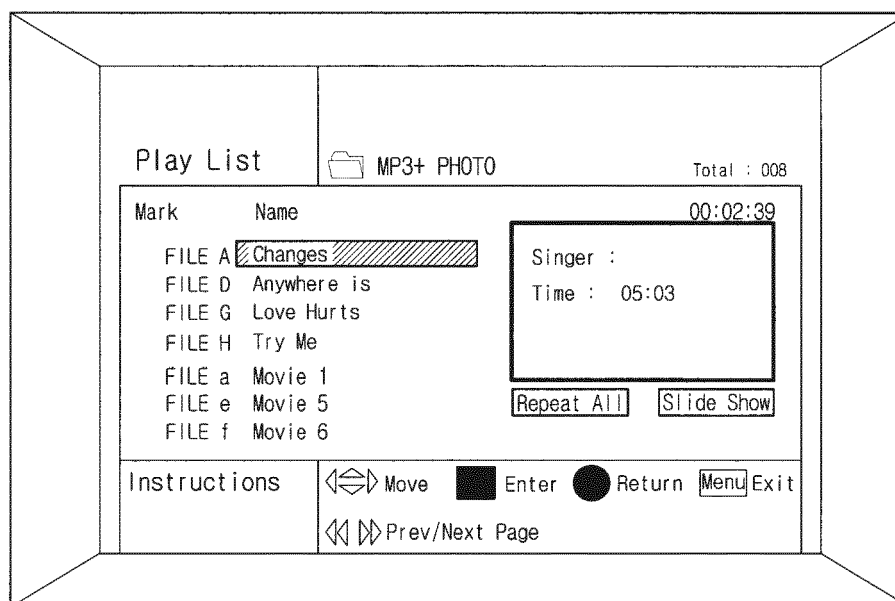 Play List
MP3+ PHOTO
Total : 008
Mark Name 00:02:39
FILE A Changes
FILE D Anywhere is
FILE G Love Hurts
FILE H Try Me
FILE a Movie 1
FILE e Movie 5
FILE f Movie 6
Singer :
Time : 05:03
Repeat All Slide Show
Instructions
Move Enter Return Menu Exit
Prev/Next Page